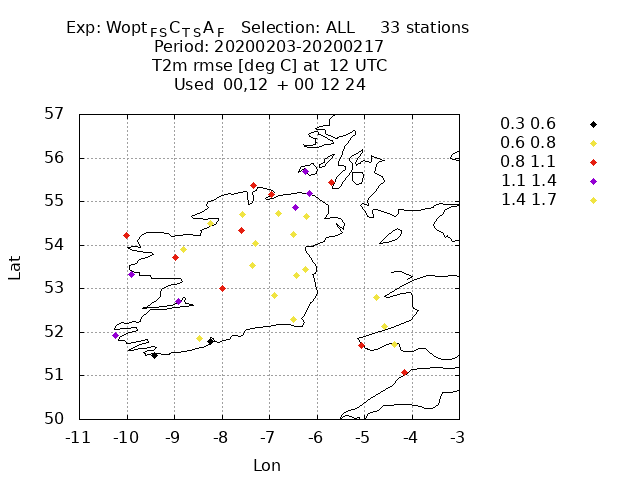 Exp: Wopt FS C TS A F   Selection: ALL   33 stations
Period: 20200203-20200217
T2m rmse [deg C] at 12 UTC
Used 00,12 + 00 12 24
57
56
55
54
53
52
51
50
-11 -10 -9 -8 -7 -6 -5 -4 -3
Lat
Lon
0.3 0.6
0.6 0.8
0.8 1.1
1.1 1.4
1.4 1.7